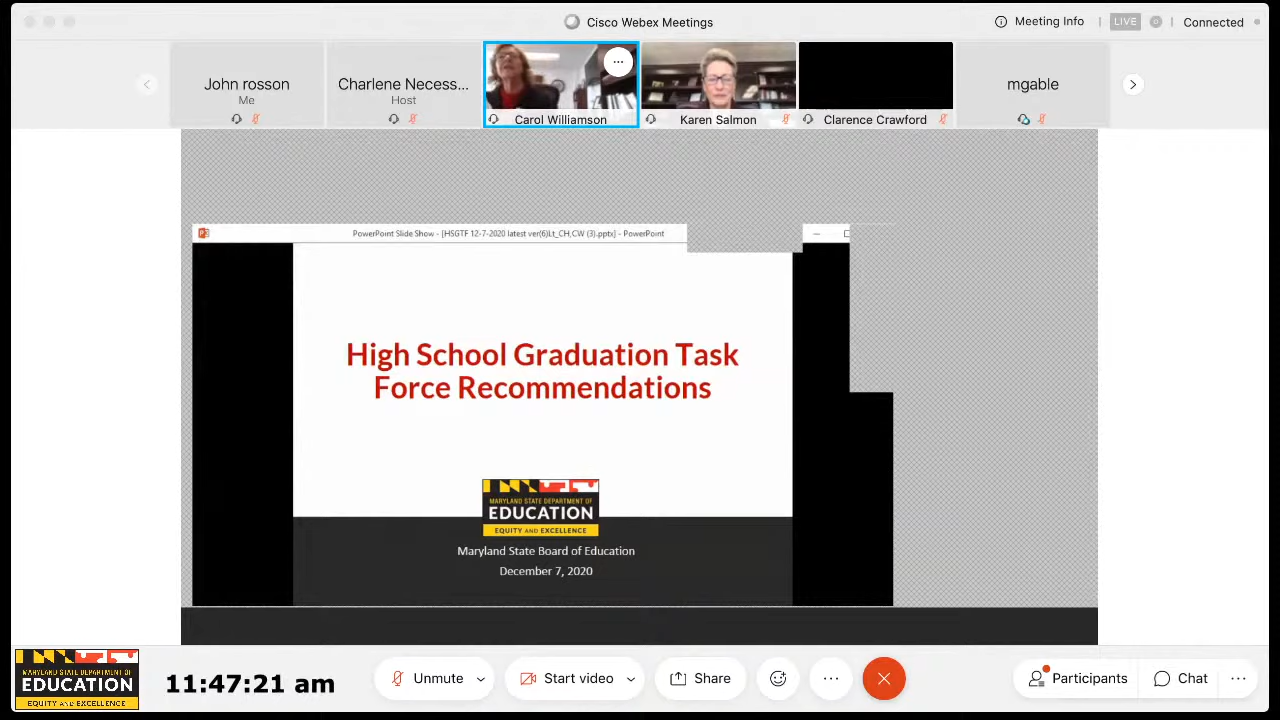 Cisco Webex Meetings
Meeting Info
LIVE
Connected
John rosson
Me
Charlene Necess...
Host
Carol Williamson
Karen Salmon
Clarence Crawford
mgable
PowerPoint Slide Show - [HSGTF 12-7-2020 latest ver(6)Lt_CH,CW (3).pptx] - PowerPoint
High School Graduation Task
Force Recommendations
MARYLAND STATE DEPARTMENT OF
EDUCATION
EQUITY AND EXCELLENCE
Maryland State Board of Education
December 7, 2020
MARYLAND STATE DEPARTMENT OF
EDUCATION
EQUITY AND EXCELLENCE
11:47:21 am
Unmute
Start video
Share
Participants
Chat